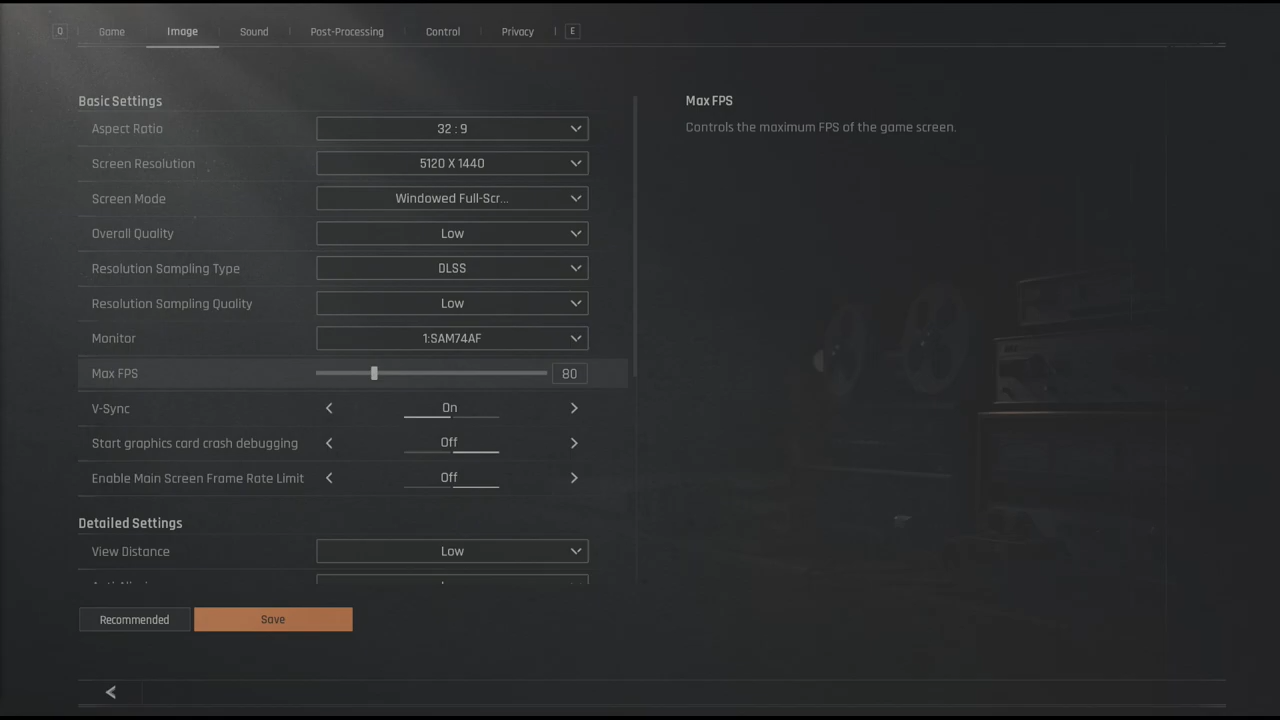 Q Game Image Sound Post-Processing Control Privacy E
Basic Settings
Aspect Ratio 32 : 9
Screen Resolution 5120 X 1440
Screen Mode Windowed Full-Scr...
Overall Quality Low
Resolution Sampling Type DLSS
Resolution Sampling Quality Low
Monitor 1:SAM74AF
Max FPS 80
V-Sync On
Start graphics card crash debugging Off
Enable Main Screen Frame Rate Limit Off
Detailed Settings
View Distance Low
Recommended Save
Max FPS
Controls the maximum FPS of the game screen.